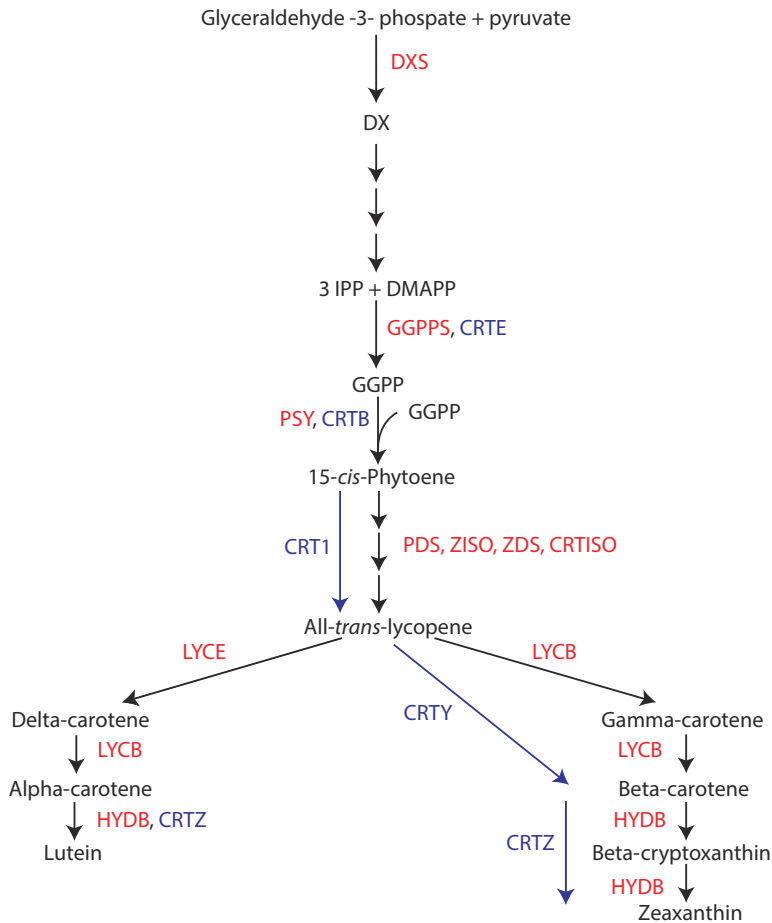 Glyceraldehyde -3- phospate + pyruvate
DXS
DX
3 IPP + DMAPP
GGPPS, CRTE
GGPP
PSY, CRTB
GGPP
15-cis-Phytoene
CRT1
PDS, ZISO, ZDS, CRTISO
All-trans-lycopene
LYCE
LYCB
CRTY
Delta-carotene
Gamma-carotene
LYCB
LYCB
Alpha-carotene
Beta-carotene
HYDB, CRTZ
HYDB
CRTZ
Lutein
Beta-cryptoxanthin
HYDB
Zeaxanthin